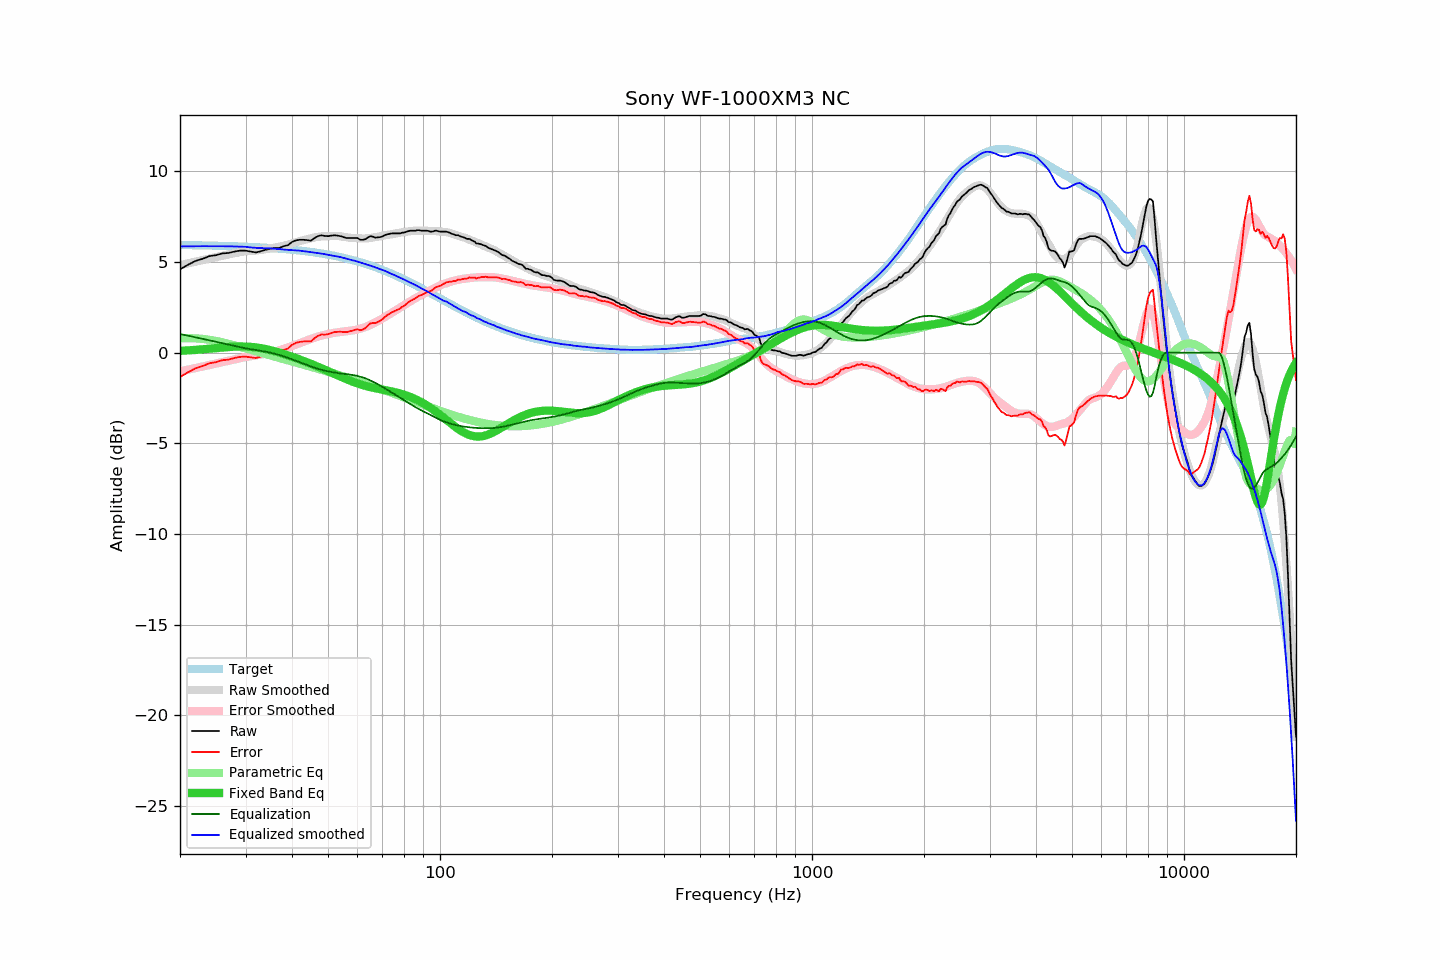 Sony WF-1000XM3 NC
10
5
0
−5
−10
−15
−20
−25
Amplitude (dBr)
Target
Raw Smoothed
Error Smoothed
Raw
Error
Parametric Eq
Fixed Band Eq
Equalization
Equalized smoothed
100
1000
10000
Frequency (Hz)